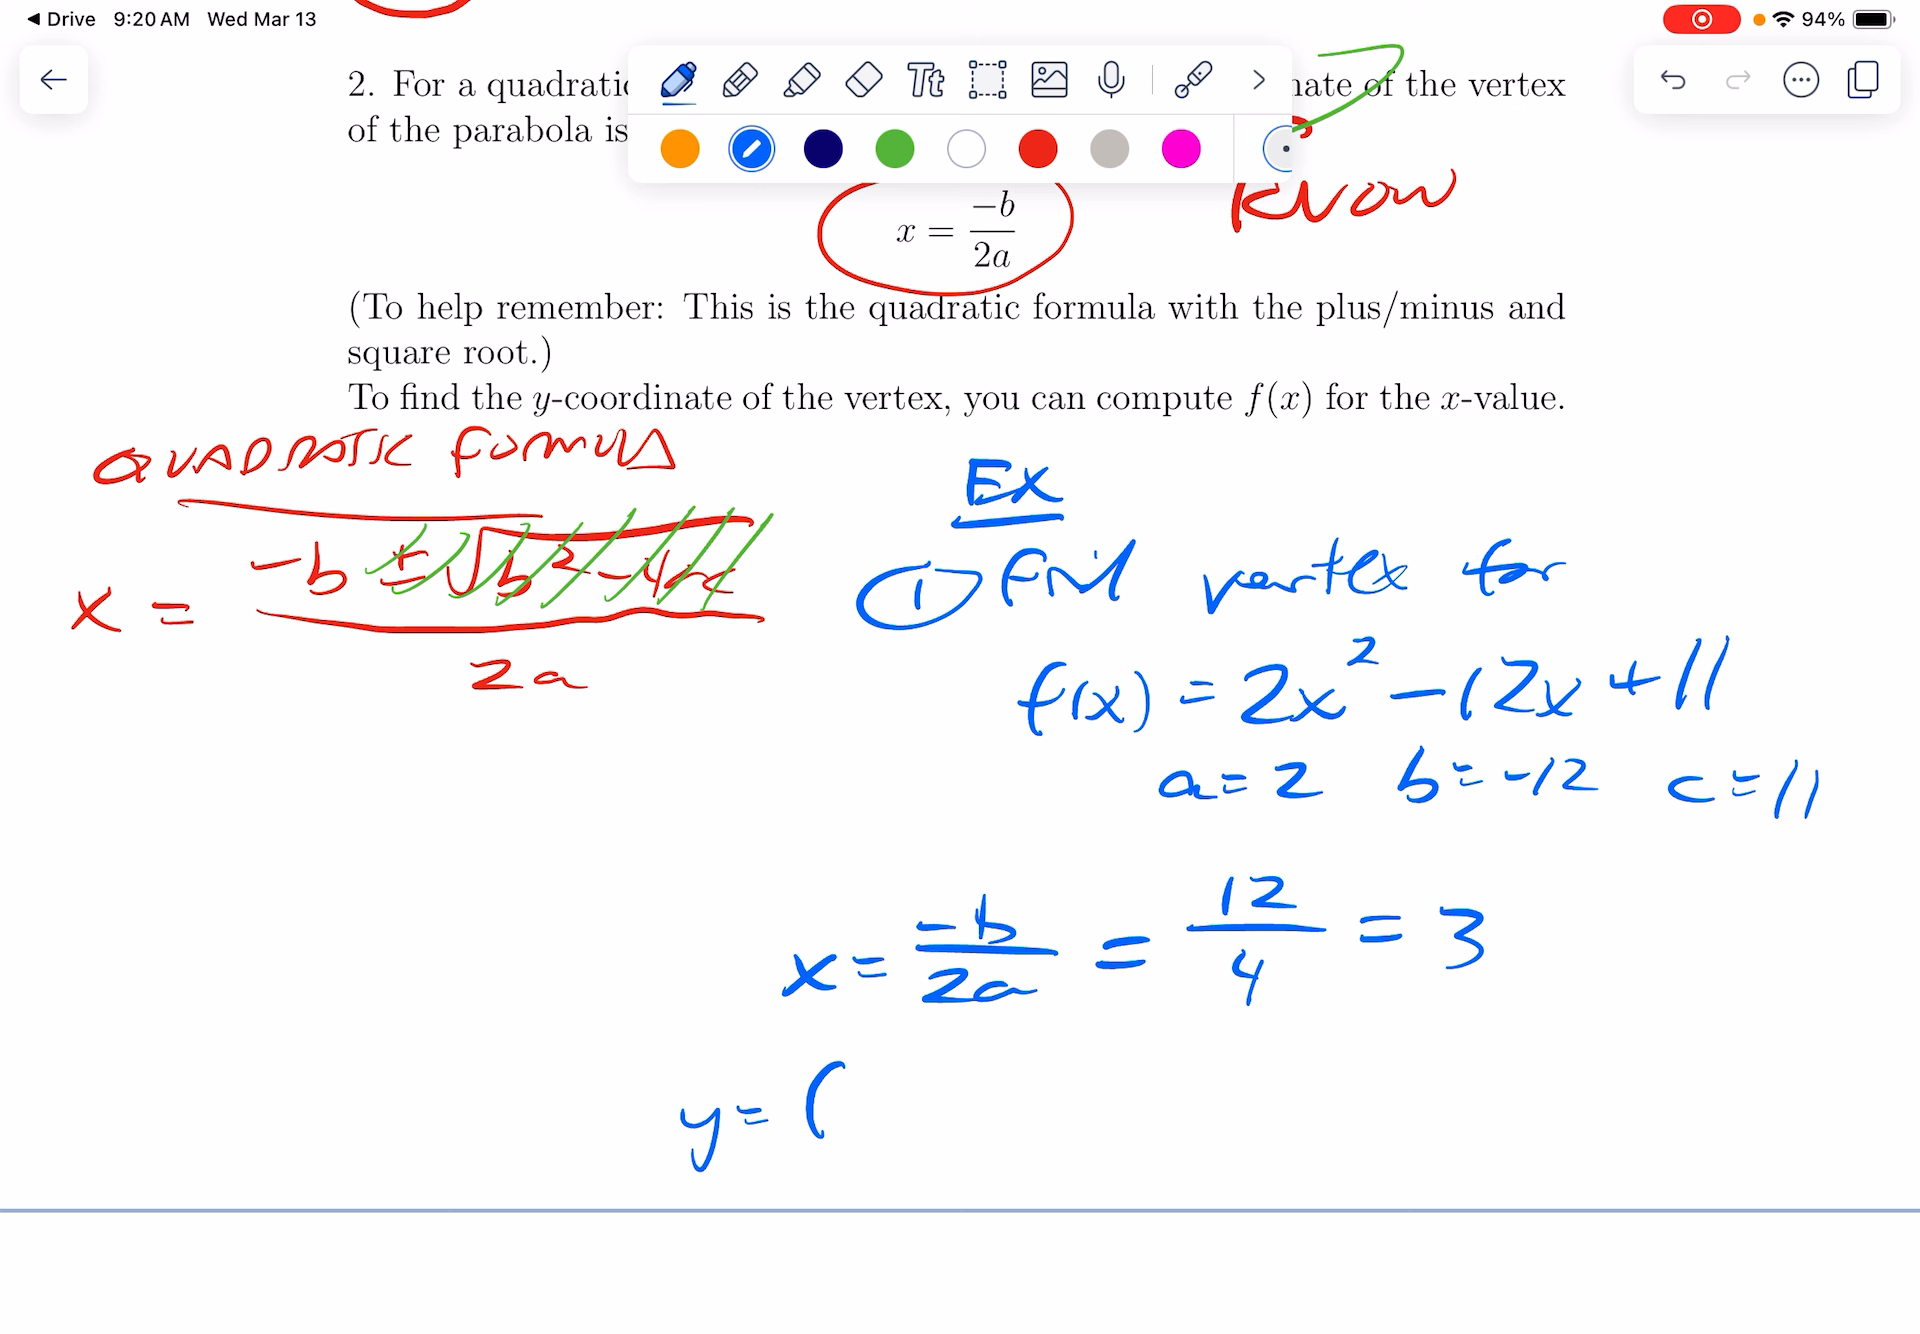 ◀ Drive 9:20 AM Wed Mar 13 94%
Tt
2. For a quadratic nate of the vertex
of the parabola is
KNOW
x = -b/2a
(To help remember: This is the quadratic formula with the plus/minus and
square root.)
To find the y-coordinate of the vertex, you can compute f(x) for the x-value.
QUADRATIC FORMULA
x = (-b ± √(b² - 4ac))/2a
Ex
① Find vertex for
f(x) = 2x² - 12x + 11
a = 2 b = -12 c = 11
x = -b/2a = 12/4 = 3
y = (